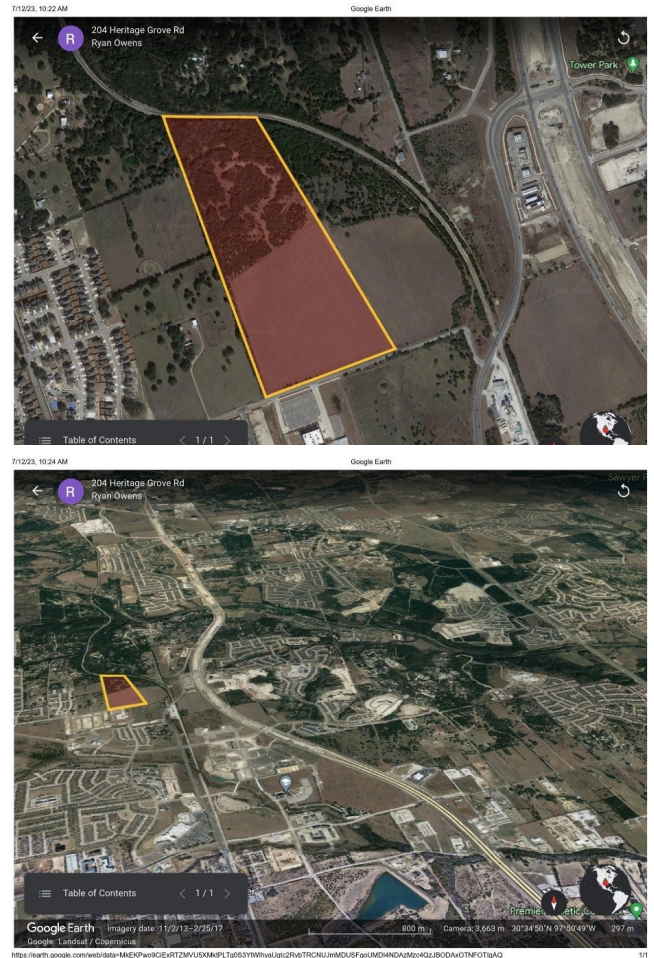 7/12/23, 10:22 AM
Google Earth
R
204 Heritage Grove Rd
Ryan Owens
Tower Park
Table of Contents
1 / 1
7/12/23, 10:24 AM
Google Earth
R
204 Heritage Grove Rd
Ryan Owens
Sawyer
Table of Contents
1 / 1
Premier
Google Earth
Imagery date: 11/2/13–2/25/17
800 m
Camera: 3,663 m
30°34'50"N 97°50'49"W
297 m
Google
Landsat / Copernicus
1/1